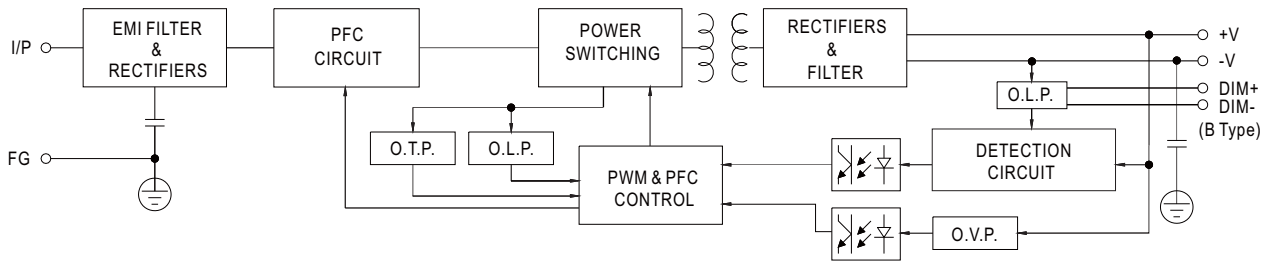 I/P
EMI FILTER
&
RECTIFIERS
PFC
CIRCUIT
POWER
SWITCHING
RECTIFIERS
&
FILTER
+V
-V
O.L.P.
DIM+
DIM-
(B Type)
O.T.P.
O.L.P.
FG
PWM & PFC
CONTROL
DETECTION
CIRCUIT
O.V.P.